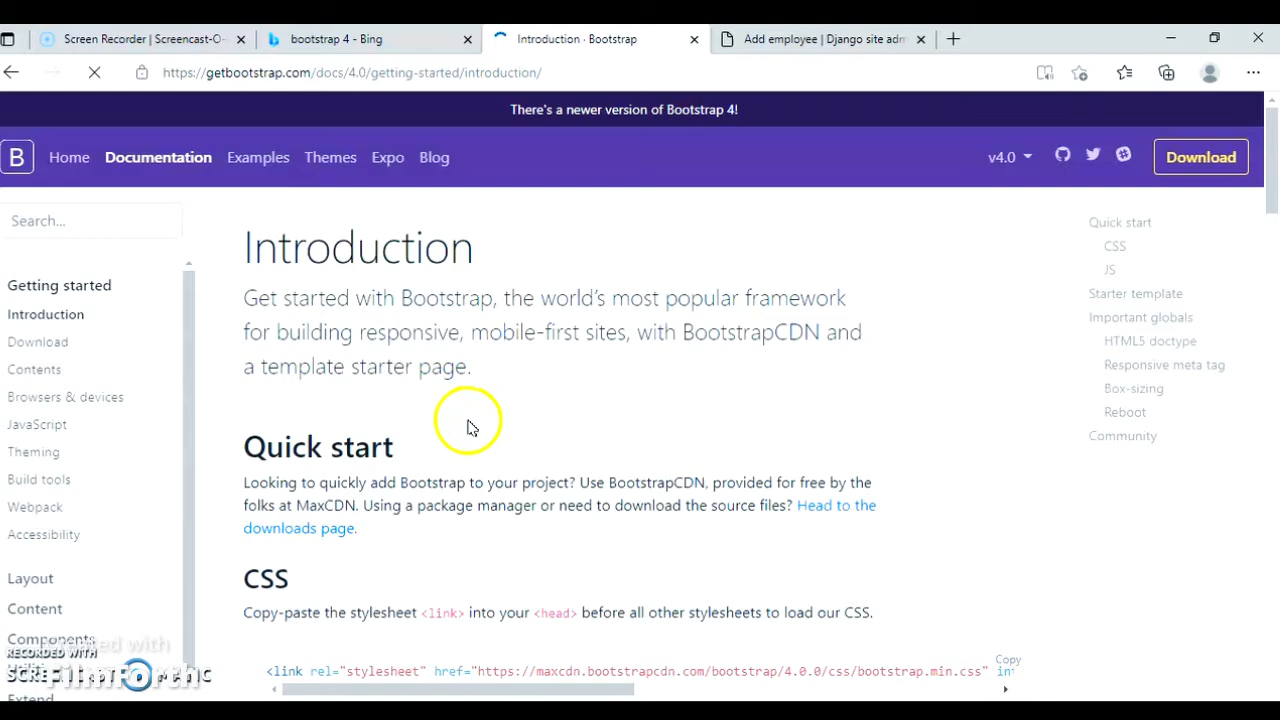 Screen Recorder | Screencast-O-
bootstrap 4 - Bing
Introduction · Bootstrap
Add employee | Django site adm
https://getbootstrap.com/docs/4.0/getting-started/introduction/
There's a newer version of Bootstrap 4!
B
Home
Documentation
Examples
Themes
Expo
Blog
v4.0
Download
Search...
Getting started
Introduction
Download
Contents
Browsers & devices
JavaScript
Theming
Build tools
Webpack
Accessibility
Layout
Content
Components
Extend
Introduction
Get started with Bootstrap, the world's most popular framework
for building responsive, mobile-first sites, with BootstrapCDN and
a template starter page.
Quick start
Looking to quickly add Bootstrap to your project? Use BootstrapCDN, provided for free by the
folks at MaxCDN. Using a package manager or need to download the source files? Head to the
downloads page.
CSS
Copy-paste the stylesheet <link> into your <head> before all other stylesheets to load our CSS.
Copy
<link rel="stylesheet" href="https://maxcdn.bootstrapcdn.com/bootstrap/4.0.0/css/bootstrap.min.css" in
Quick start
CSS
JS
Starter template
Important globals
HTML5 doctype
Responsive meta tag
Box-sizing
Reboot
Community
RECORDED WITH